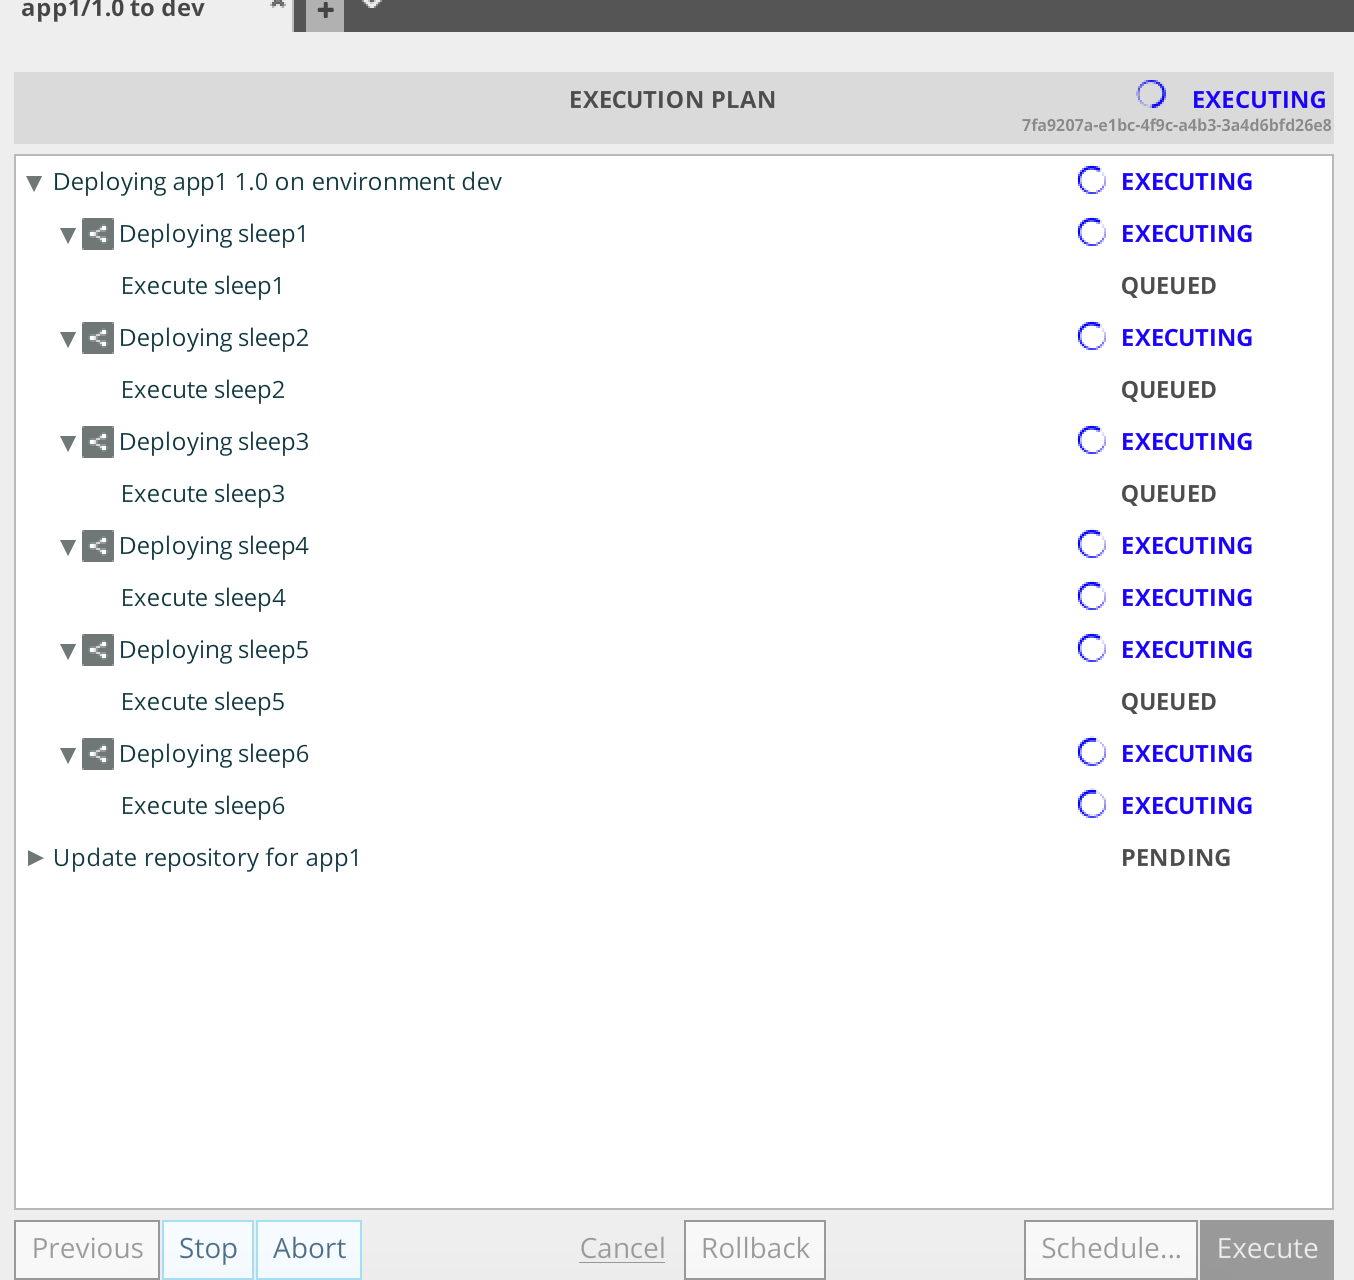 app1/1.0 to dev
+
EXECUTION PLAN EXECUTING
7fa9207a-e1bc-4f9c-a4b3-3a4d6bfd26e8
Deploying app1 1.0 on environment dev EXECUTING
Deploying sleep1 EXECUTING
Execute sleep1 QUEUED
Deploying sleep2 EXECUTING
Execute sleep2 QUEUED
Deploying sleep3 EXECUTING
Execute sleep3 QUEUED
Deploying sleep4 EXECUTING
Execute sleep4 EXECUTING
Deploying sleep5 EXECUTING
Execute sleep5 QUEUED
Deploying sleep6 EXECUTING
Execute sleep6 EXECUTING
Update repository for app1 PENDING
Previous Stop Abort Cancel Rollback Schedule... Execute